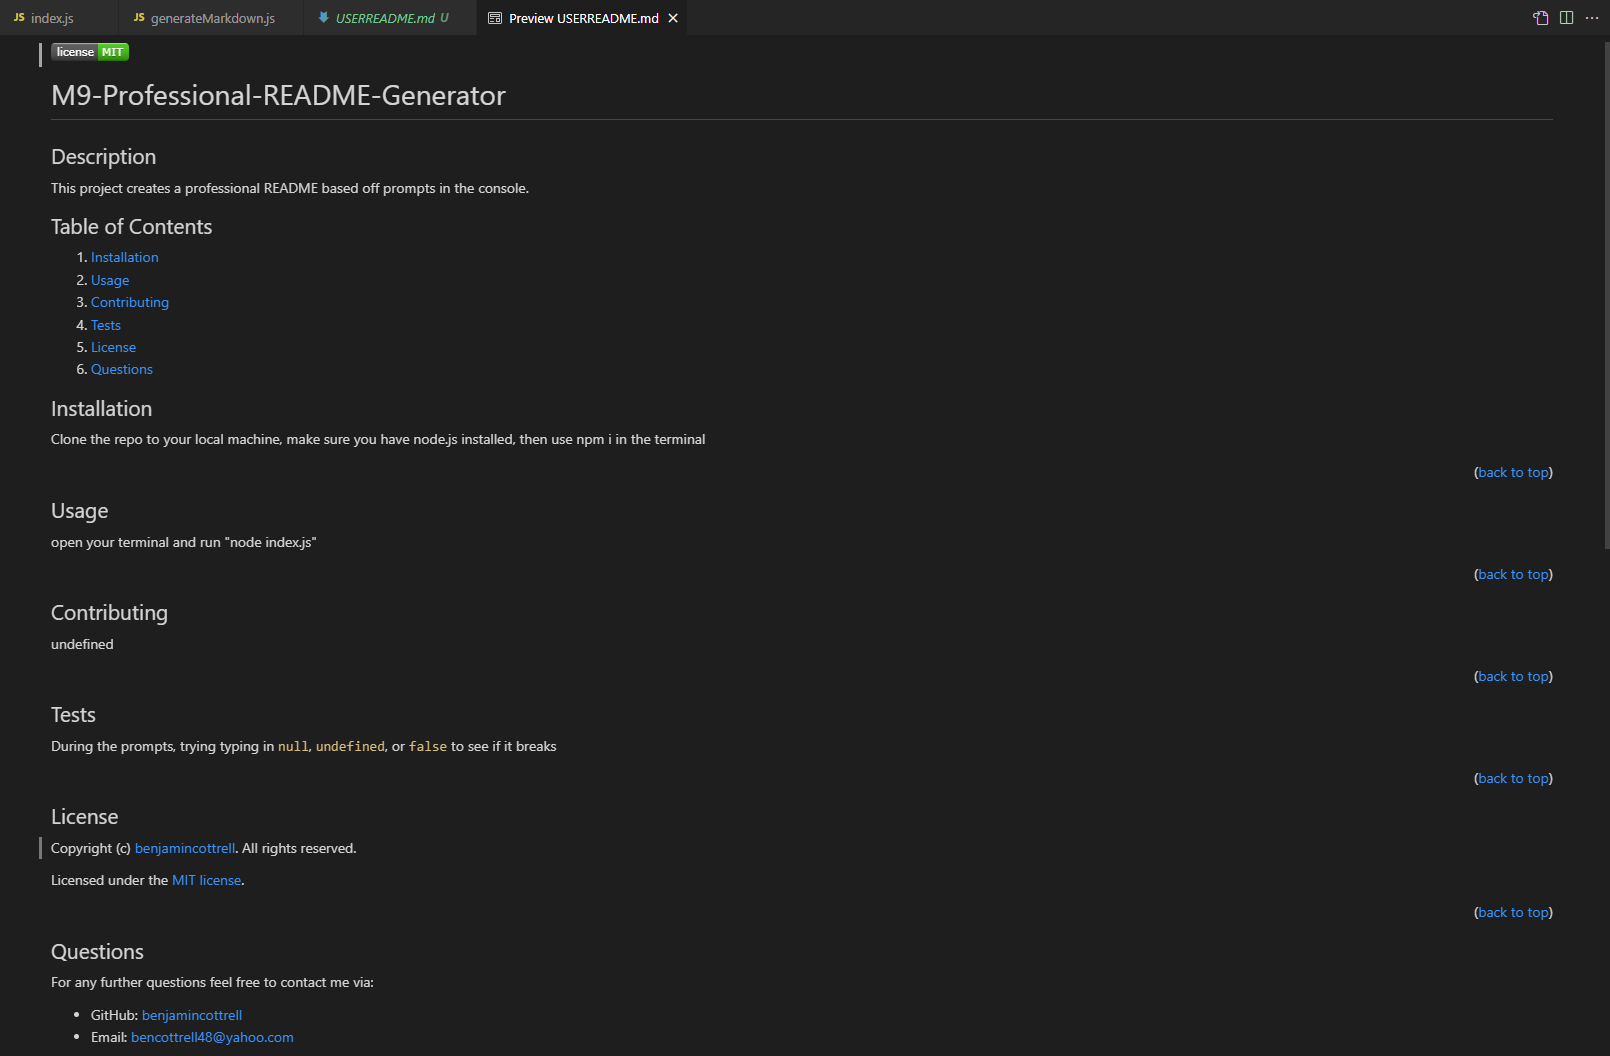 JS index.js JS generateMarkdown.js USERREADME.md U Preview USERREADME.md ×
license MIT
M9-Professional-README-Generator
Description
This project creates a professional README based off prompts in the console.
Table of Contents
1. Installation
2. Usage
3. Contributing
4. Tests
5. License
6. Questions
Installation
Clone the repo to your local machine, make sure you have node.js installed, then use npm i in the terminal
(back to top)
Usage
open your terminal and run "node index.js"
(back to top)
Contributing
undefined
(back to top)
Tests
During the prompts, trying typing in null, undefined, or false to see if it breaks
(back to top)
License
Copyright (c) benjamincottrell. All rights reserved.
Licensed under the MIT license.
(back to top)
Questions
For any further questions feel free to contact me via:
• GitHub: benjamincottrell
• Email: bencottrell48@yahoo.com